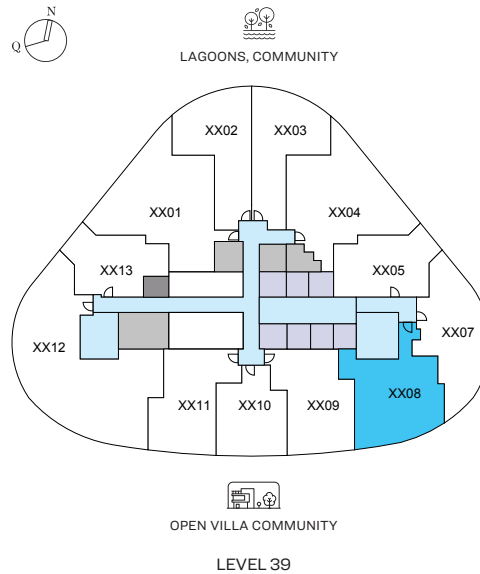 N
Q
LAGOONS, COMMUNITY
XX02
XX03
XX01
XX04
XX13
XX05
XX12
XX07
XX11
XX10
XX09
XX08
OPEN VILLA COMMUNITY
LEVEL 39